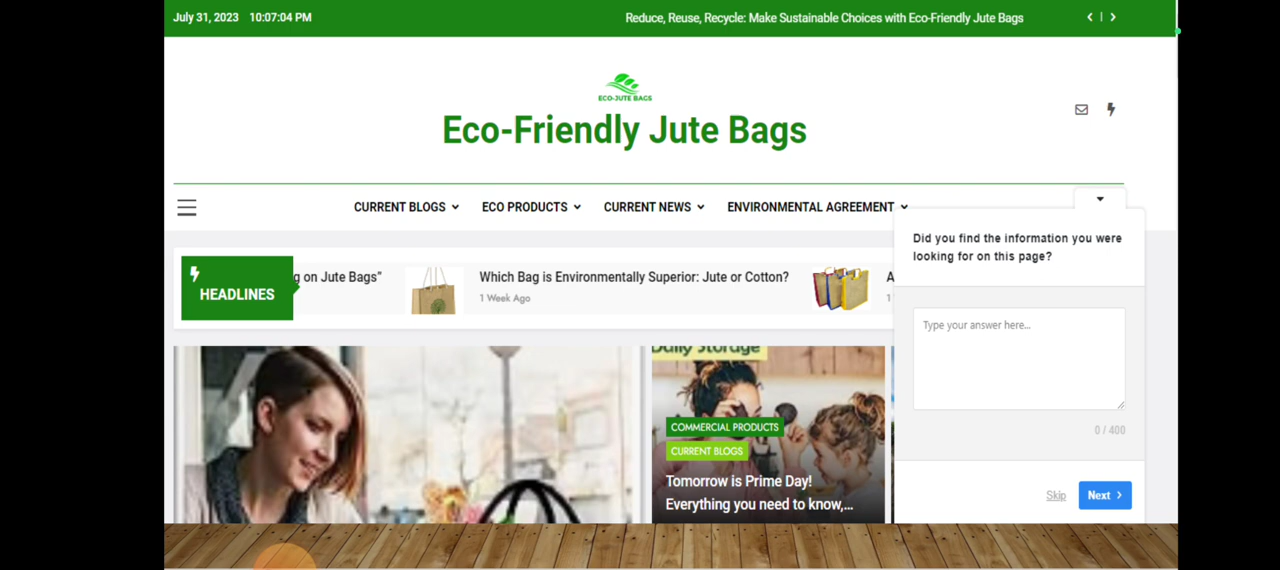 July 31, 2023 10:07:04 PM
Reduce, Reuse, Recycle: Make Sustainable Choices with Eco-Friendly Jute Bags
ECO-JUTE BAGS
Eco-Friendly Jute Bags
CURRENT BLOGS ECO PRODUCTS CURRENT NEWS ENVIRONMENTAL AGREEMENT
HEADLINES
g on Jute Bags"
Which Bag is Environmentally Superior: Jute or Cotton?
1 Week Ago
A
1
Did you find the information you were
looking for on this page?
Type your answer here...
0 / 400
Skip
Next
Daily Storage
COMMERCIAL PRODUCTS
CURRENT BLOGS
Tomorrow is Prime Day!
Everything you need to know,...